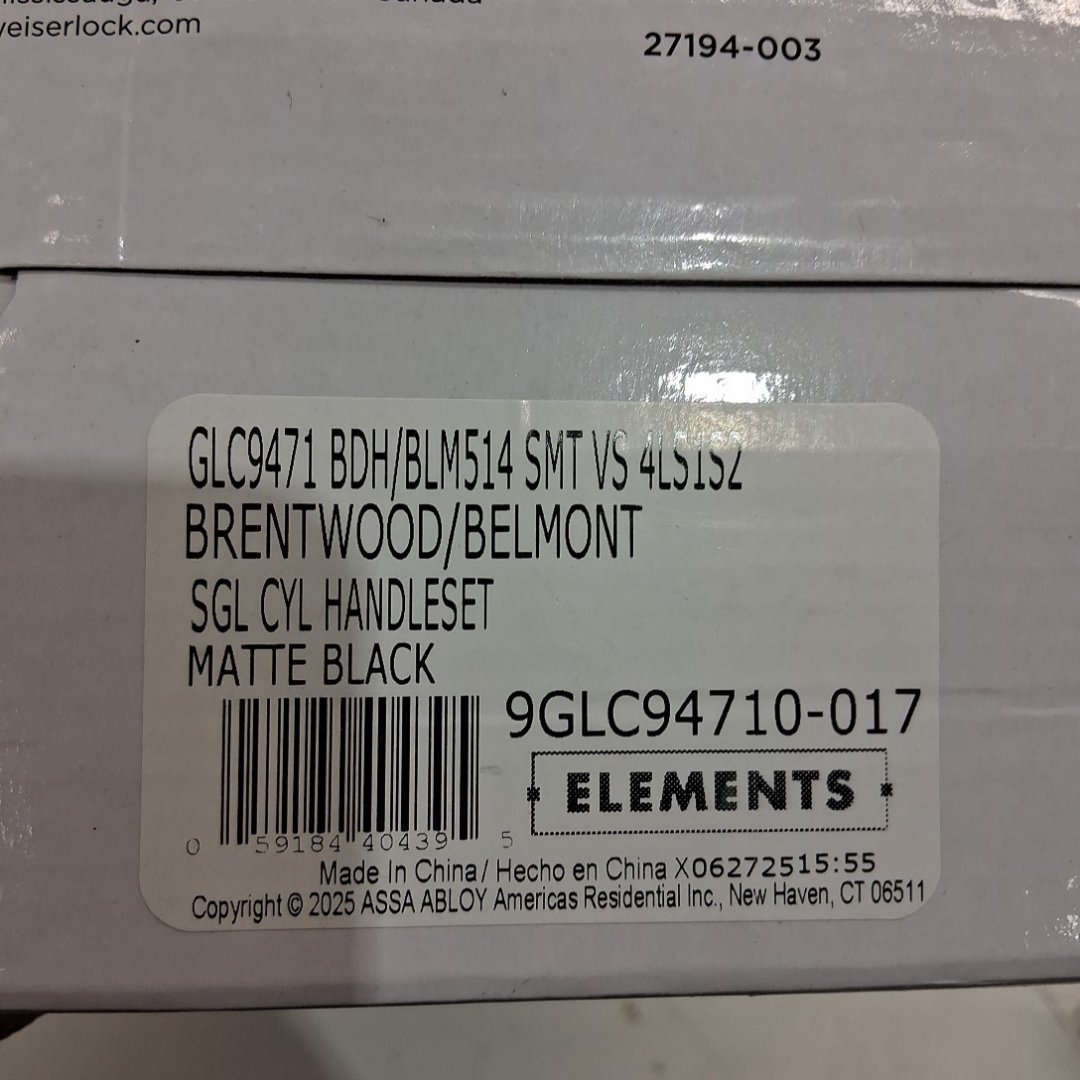 Canada
eiserlock.com
27194-003
GLC9471 BDH/BLM514 SMT VS 4LS1S2
BRENTWOOD/BELMONT
SGL CYL HANDLESET
MATTE BLACK
9GLC94710-017
ELEMENTS
0 59184 40439 5
Made In China/ Hecho en China X06272515:55
Copyright © 2025 ASSA ABLOY Americas Residential Inc., New Haven, CT 06511